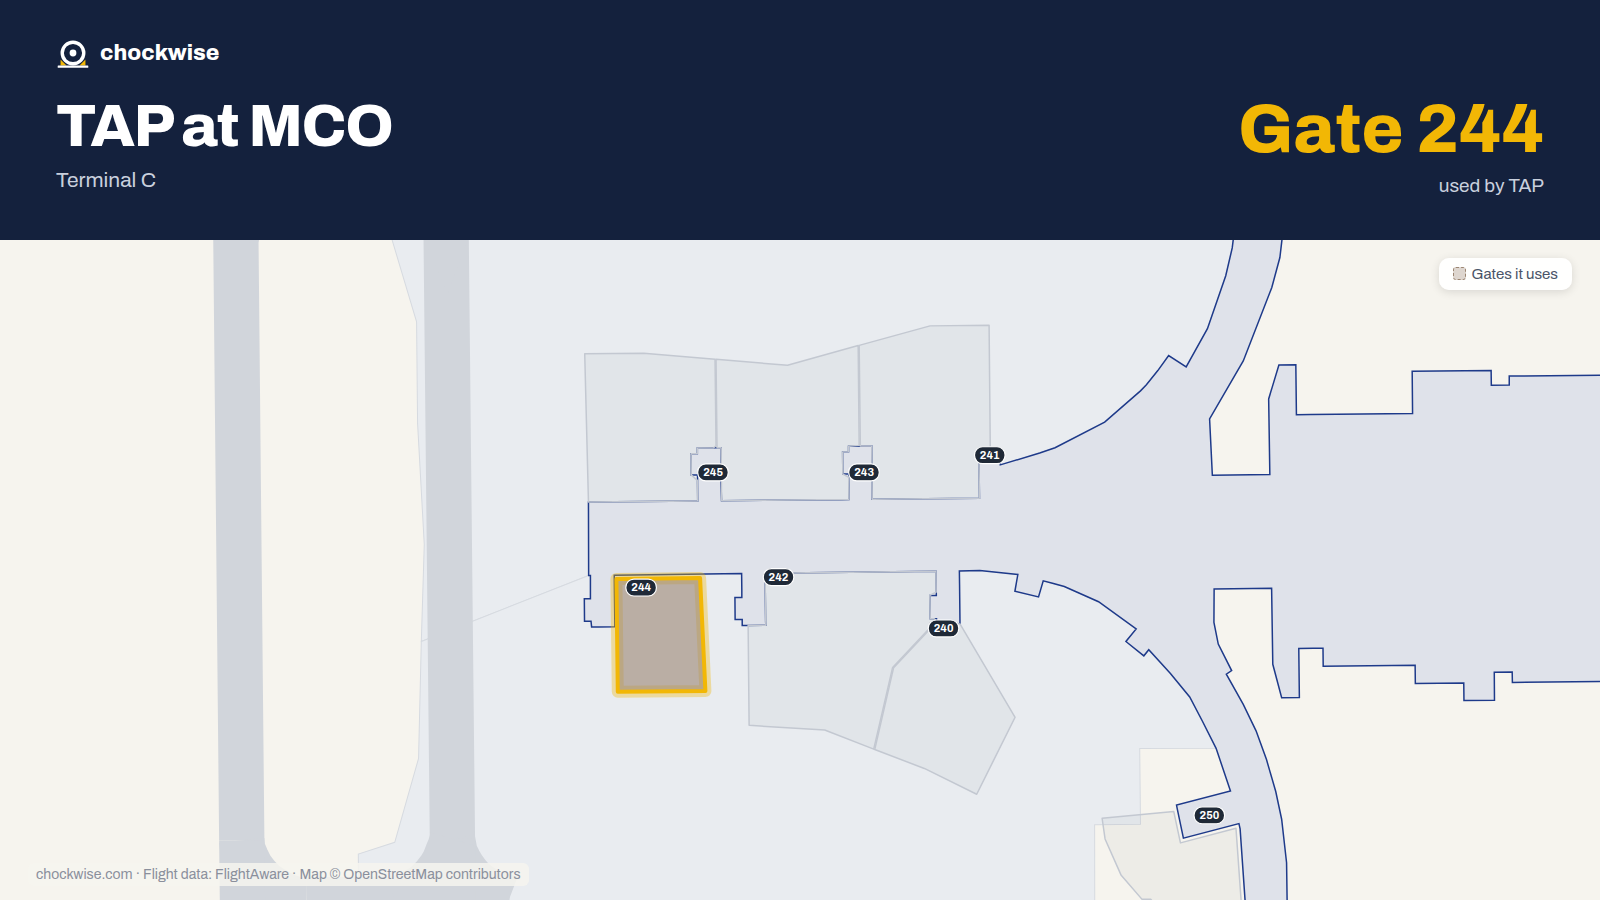 chockwise
TAP at MCO
Terminal C
Gate 244
used by TAP
Gates it uses
241
245
243
244
242
240
250
chockwise.com · Flight data: FlightAware · Map © OpenStreetMap contributors